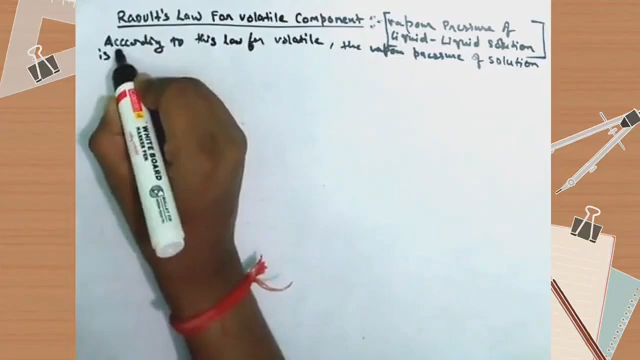 Raoult's Law For Volatile Component :- [vapour Pressure of
Liquid-Liquid solution]
According to this law for volatile, the vapour pressure of solution
is
WHITE BOARD
MARKER PEN